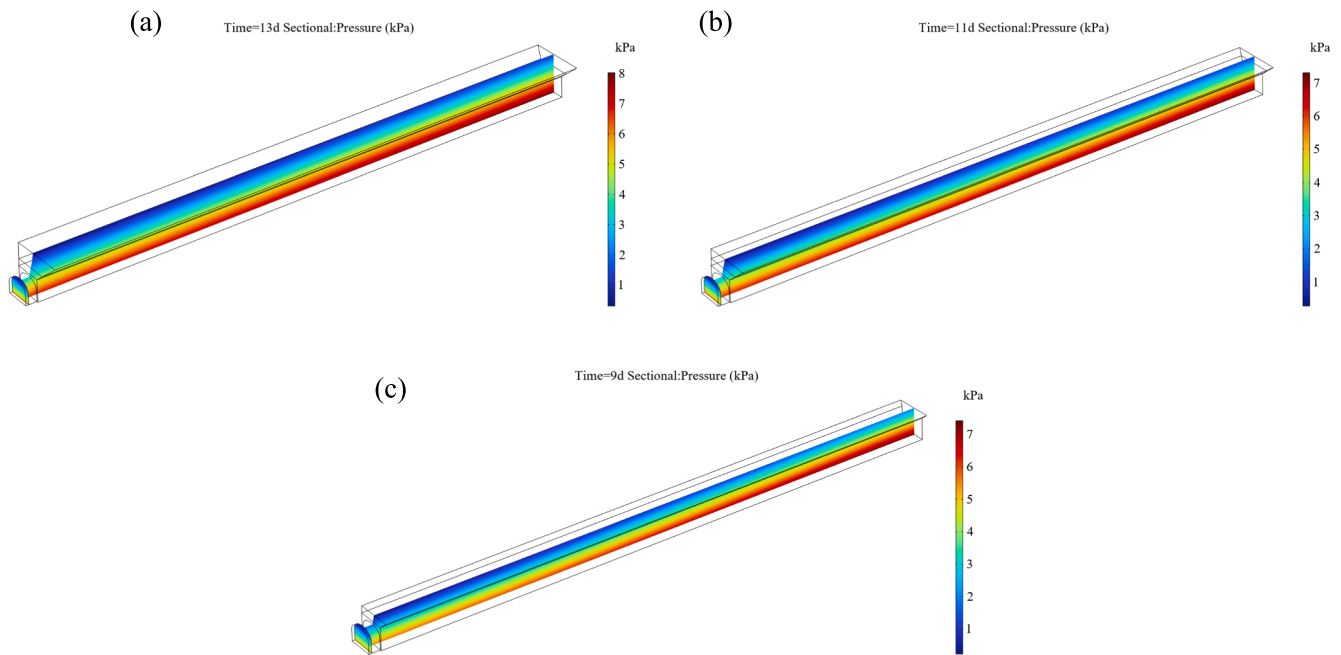 (a)
Time=13d Sectional:Pressure (kPa)
kPa
8
7
6
5
4
3
2
1
(b)
Time=11d Sectional:Pressure (kPa)
kPa
7
6
5
4
3
2
1
(c)
Time=9d Sectional:Pressure (kPa)
kPa
7
6
5
4
3
2
1